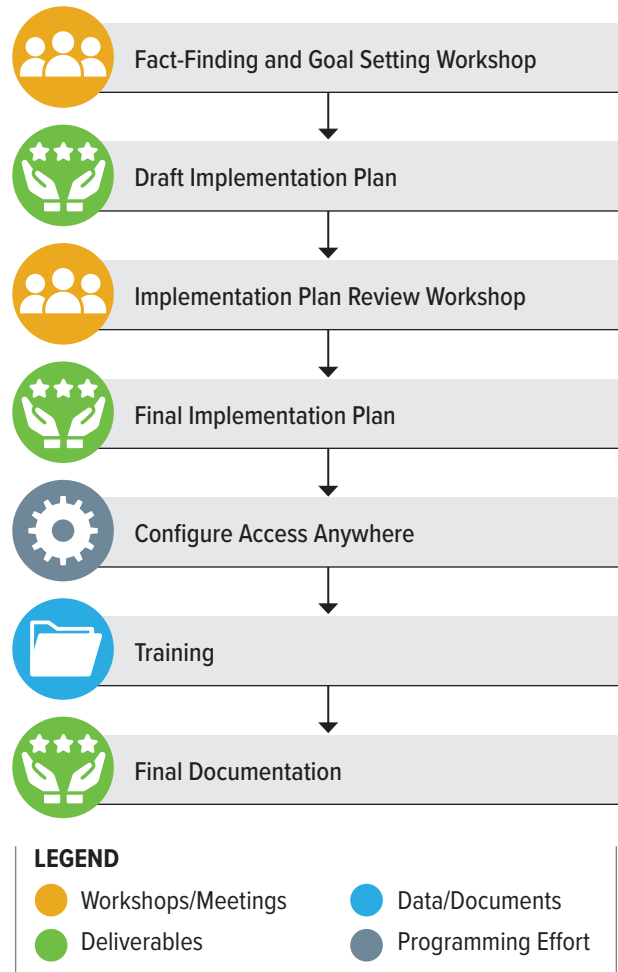 Fact-Finding and Goal Setting Workshop
Draft Implementation Plan
Implementation Plan Review Workshop
Final Implementation Plan
Configure Access Anywhere
Training
Final Documentation
LEGEND
Workshops/Meetings
Data/Documents
Deliverables
Programming Effort